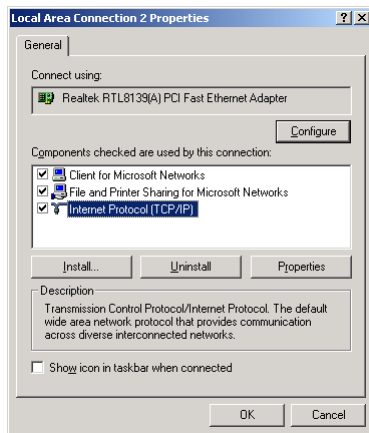 Local Area Connection 2 Properties
General
Connect using:
Realtek RTL8139(A) PCI Fast Ethernet Adapter
Configure
Components checked are used by this connection:
Client for Microsoft Networks
File and Printer Sharing for Microsoft Networks
Internet Protocol (TCP/IP)
Install... Uninstall Properties
Description
Transmission Control Protocol/Internet Protocol. The default
wide area network protocol that provides communication
across diverse interconnected networks.
Show icon in taskbar when connected
OK Cancel